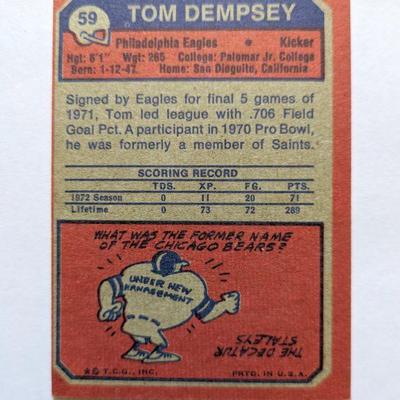 59
TOM DEMPSEY
Philadelphia Eagles • Kicker
Hgt: 6'1" Wgt: 265 College: Palomar Jr. College
Born: 1-12-47 Home: San Dieguito, California
Signed by Eagles for final 5 games of
1971, Tom led league with .706 Field
Goal Pct. A participant in 1970 Pro Bowl,
he was formerly a member of Saints.
SCORING RECORD
TDS. XP. FG. PTS.
1972 Season 0 11 20 71
Lifetime 0 73 72 289
WHAT WAS THE FORMER NAME
OF THE CHICAGO BEARS?
UNDER NEW
MANAGEMENT
THE DECATUR
STALEYS
© T.C.G., INC.
PRTD. IN U.S.A.